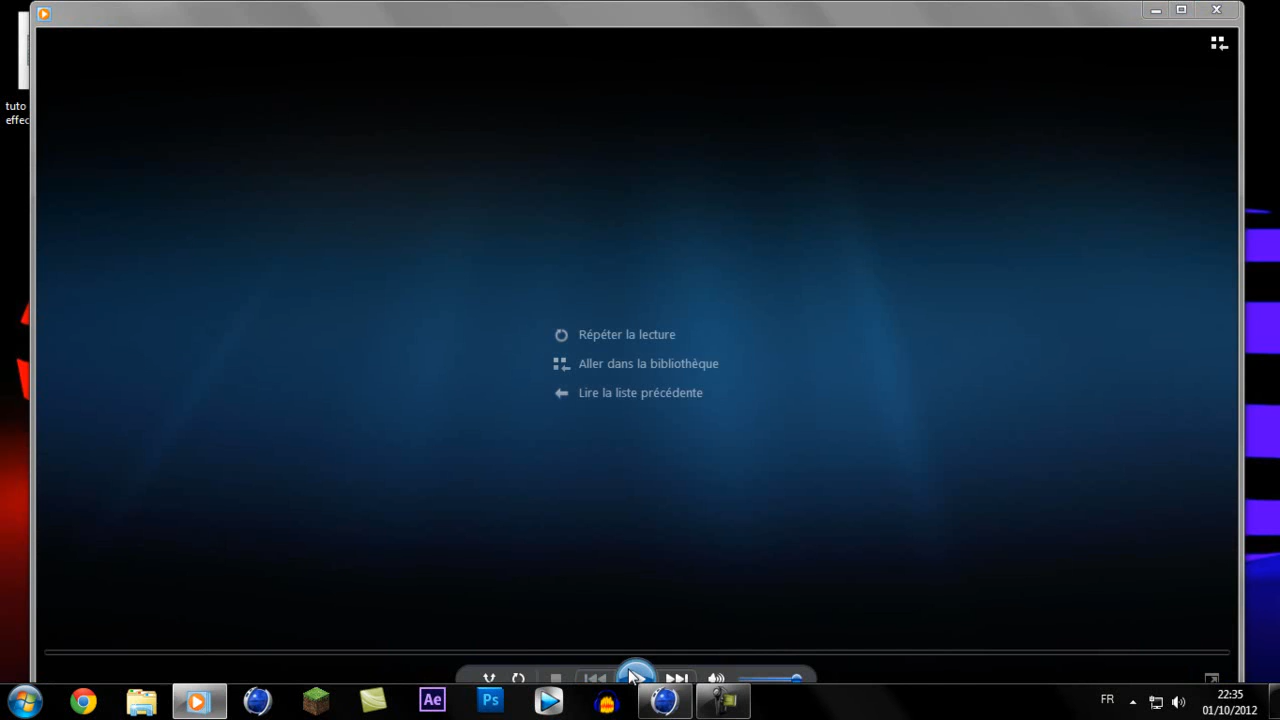 tuto
effec
Répéter la lecture
Aller dans la bibliothèque
Lire la liste précédente
Ae
Ps
FR
22:35
01/10/2012